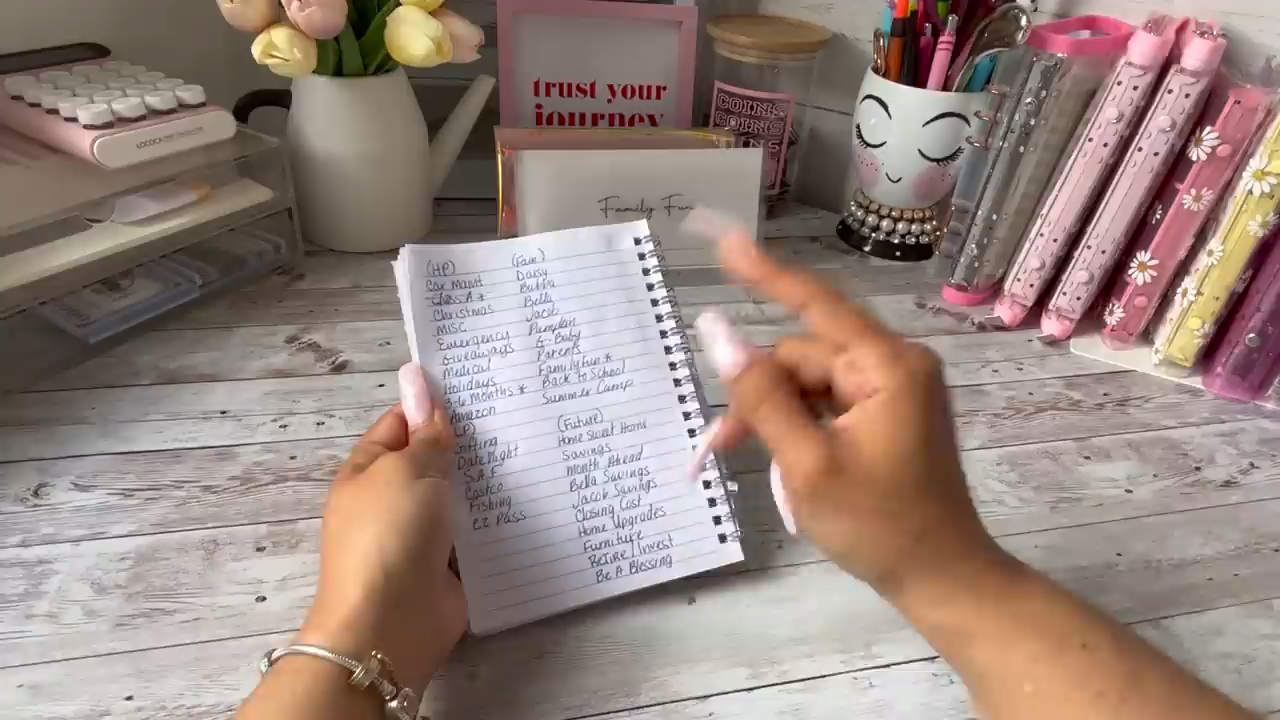 trust your
journey
COINS
COINS
Family Fun
(HP)
Car Maint
Class A *
Christmas
MISC
Emergency
Giveaways
Medical
Holidays
3-6 Months *
Amazon
(LP)
Gifting
Date Night
S.A.F
Costco
Fishing
EZ Pass
(Fam)
Daisy
Bubba
Bella
Jacob
Pumpkin
G-Baby
Parents
Family Fun *
Back to School
Summer Camp
(Future)
Home Sweet Home
Savings
Month Ahead
Bella Savings
Jacob Savings
Closing Cost
Home Upgrades
Furniture
Retire/Invest
Be A Blessing